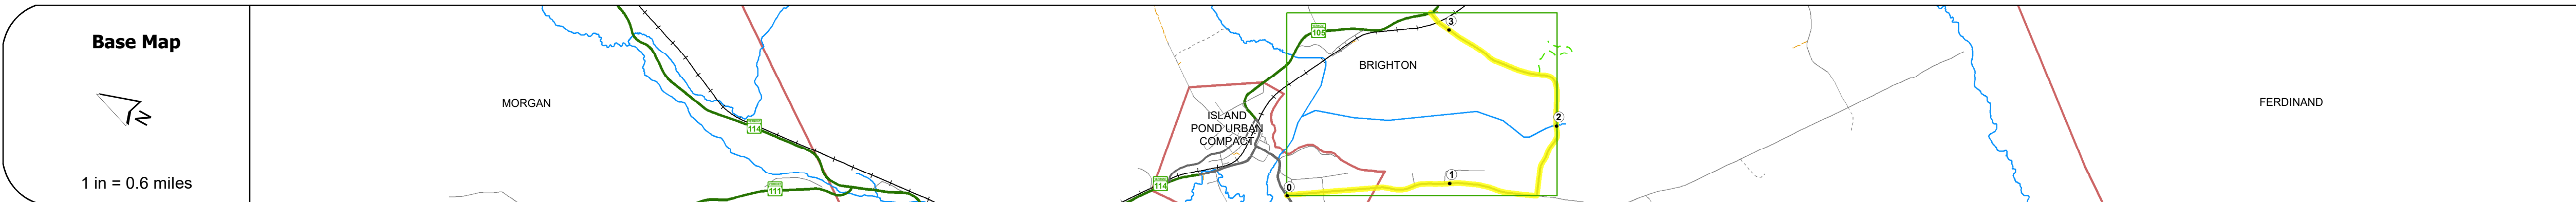 Base Map
N
1 in = 0.6 miles
MORGAN
114
111
114
ISLAND
POND URBAN
COMPACT
105
BRIGHTON
3
2
1
0
FERDINAND